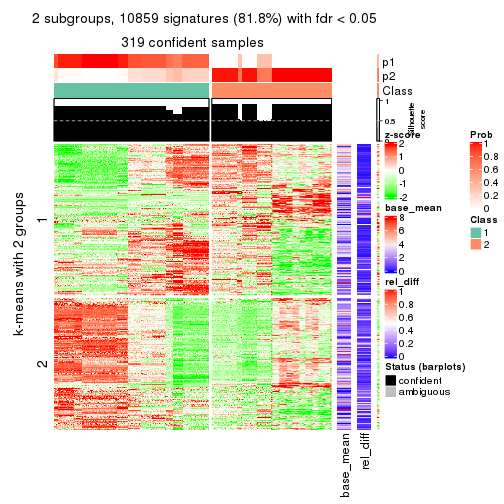 2 subgroups, 10859 signatures (81.8%) with fdr < 0.05
319 confident samples
p1
p2
Class
1
0.5
0
Silhouette
score
k-means with 2 groups
1
2
z-score
2
1
0
-1
-2
base_mean
8
6
4
2
0
rel_diff
1
0.8
0.6
0.4
0.2
0
Status (barplots)
confident
ambiguous
Prob
1
0.8
0.6
0.4
0.2
0
Class
1
2
base_mean
rel_diff